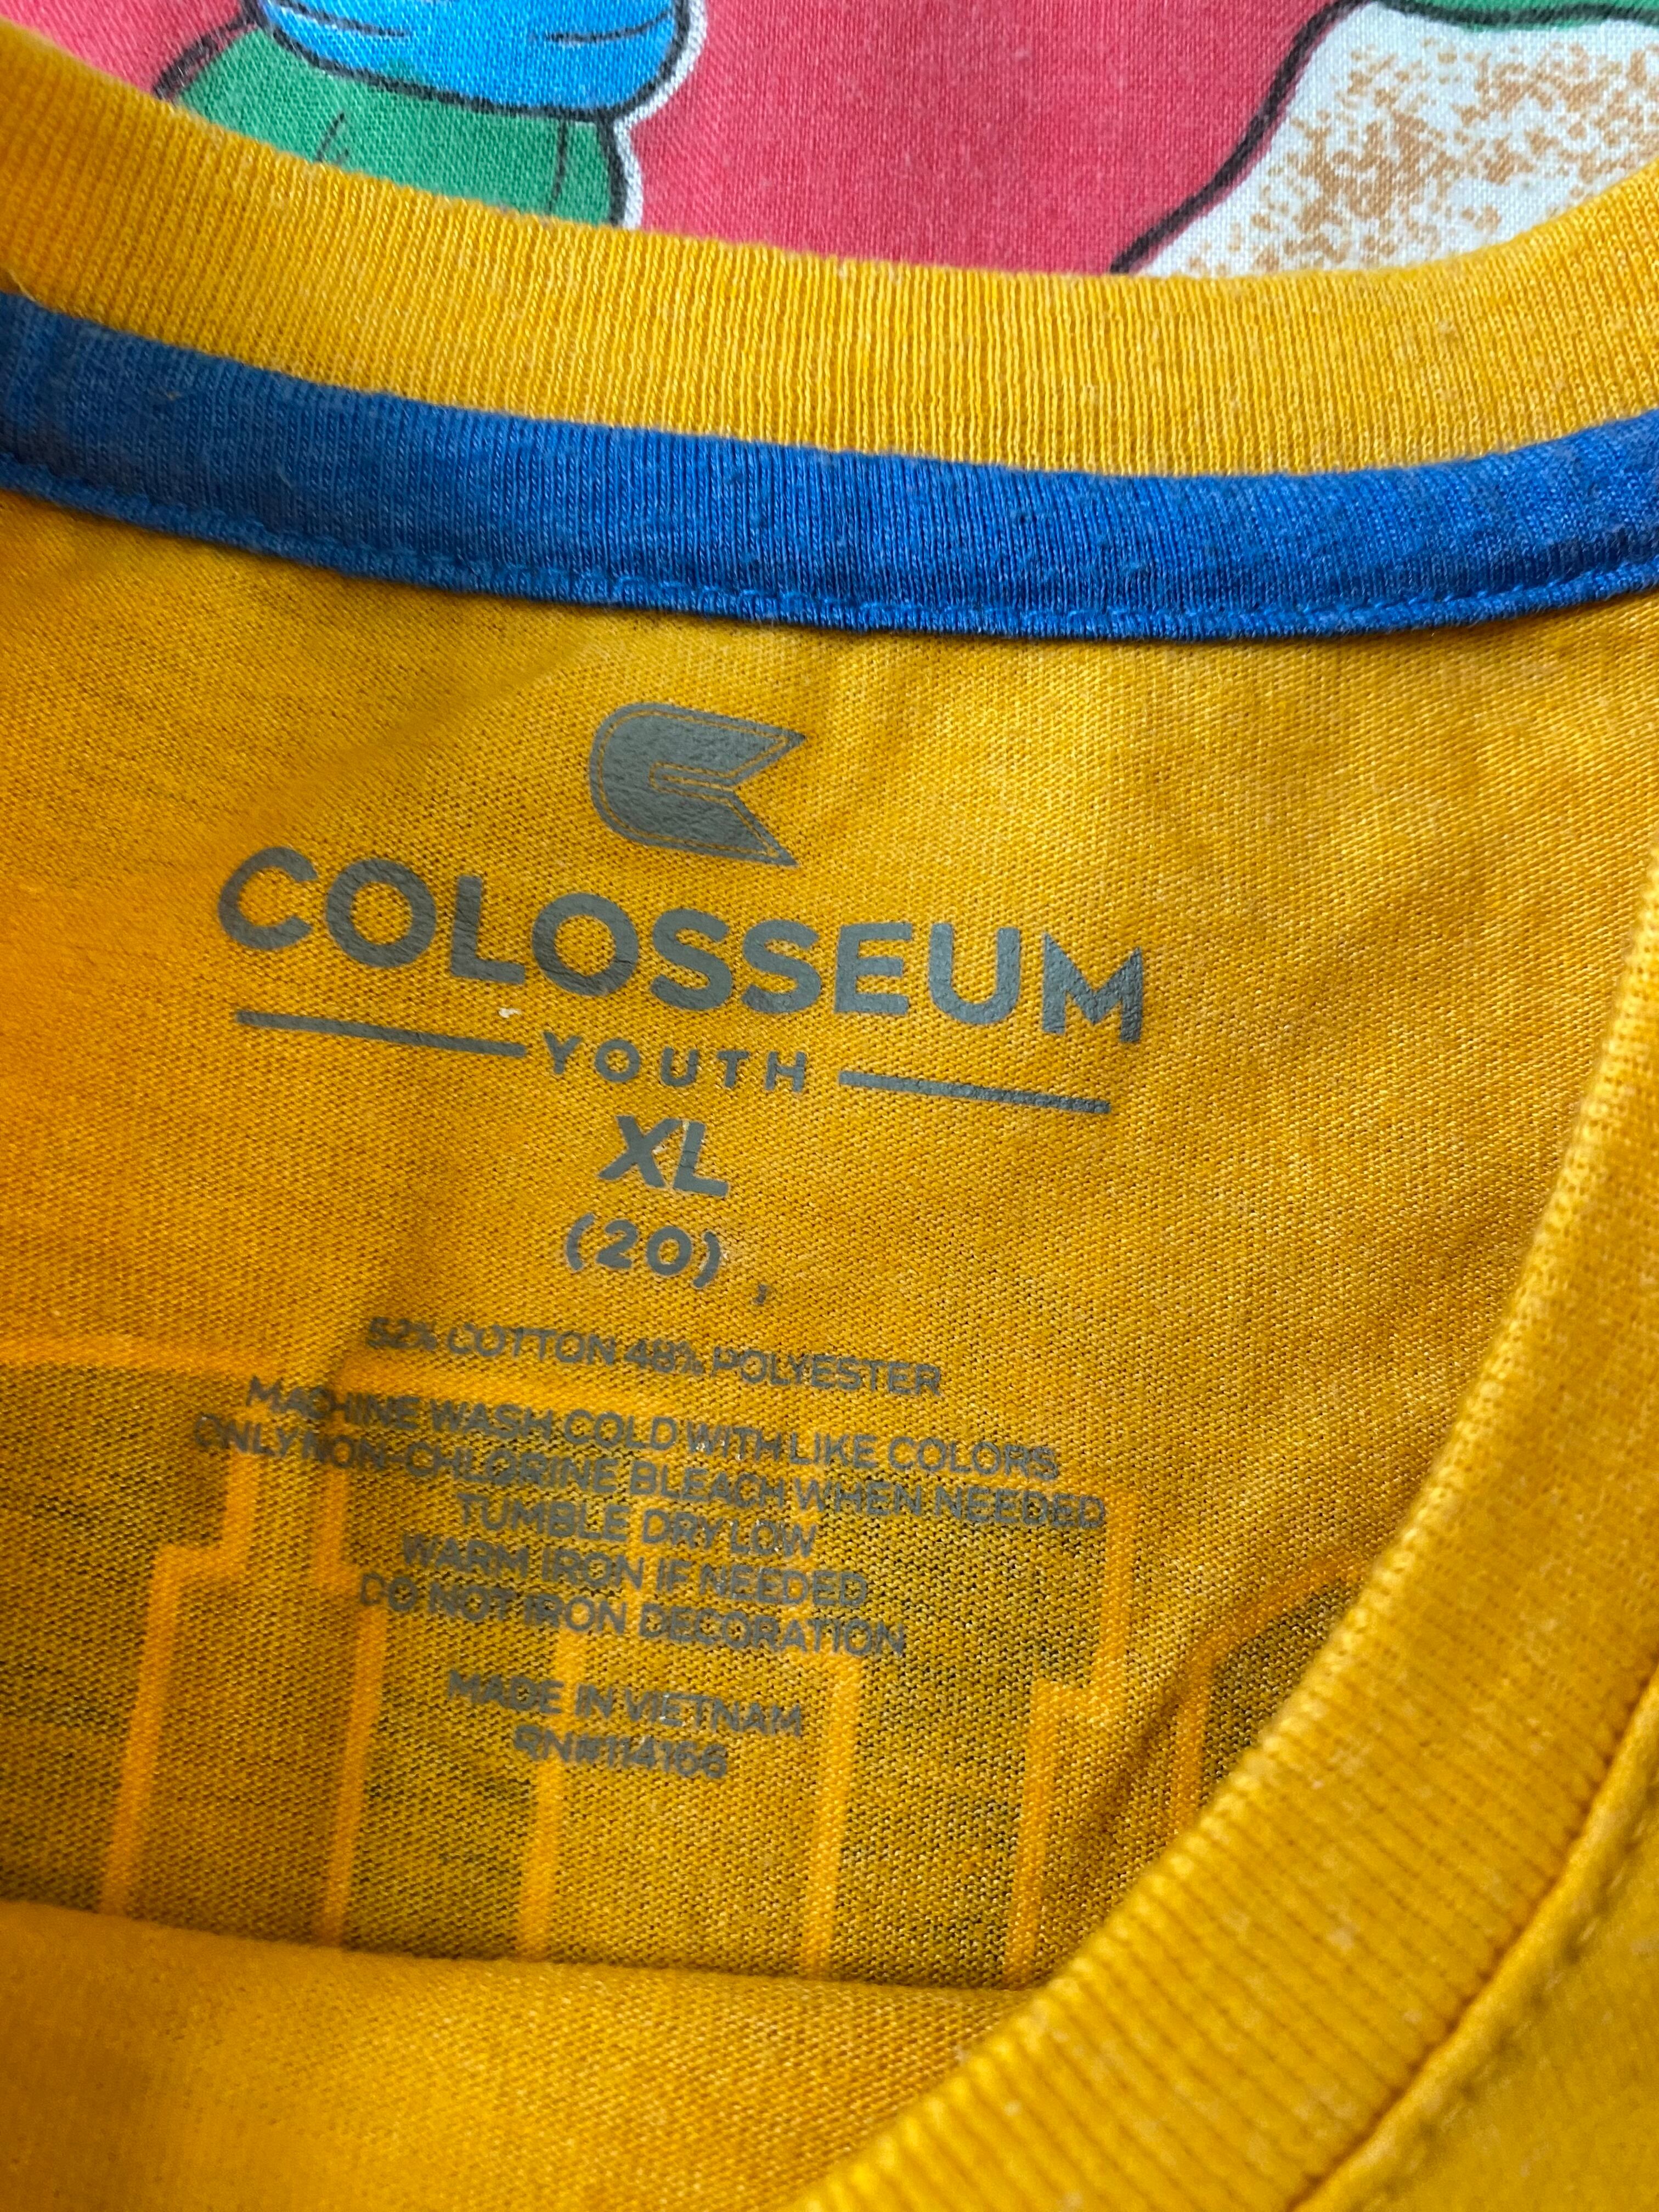 COLOSSEUM
YOUTH
XL
(20)
52% COTTON 48% POLYESTER
MACHINE WASH COLD WITH LIKE COLORS
ONLY NON-CHLORINE BLEACH WHEN NEEDED
TUMBLE DRY LOW
WARM IRON IF NEEDED
DO NOT IRON DECORATION
MADE IN VIETNAM
RN#114166